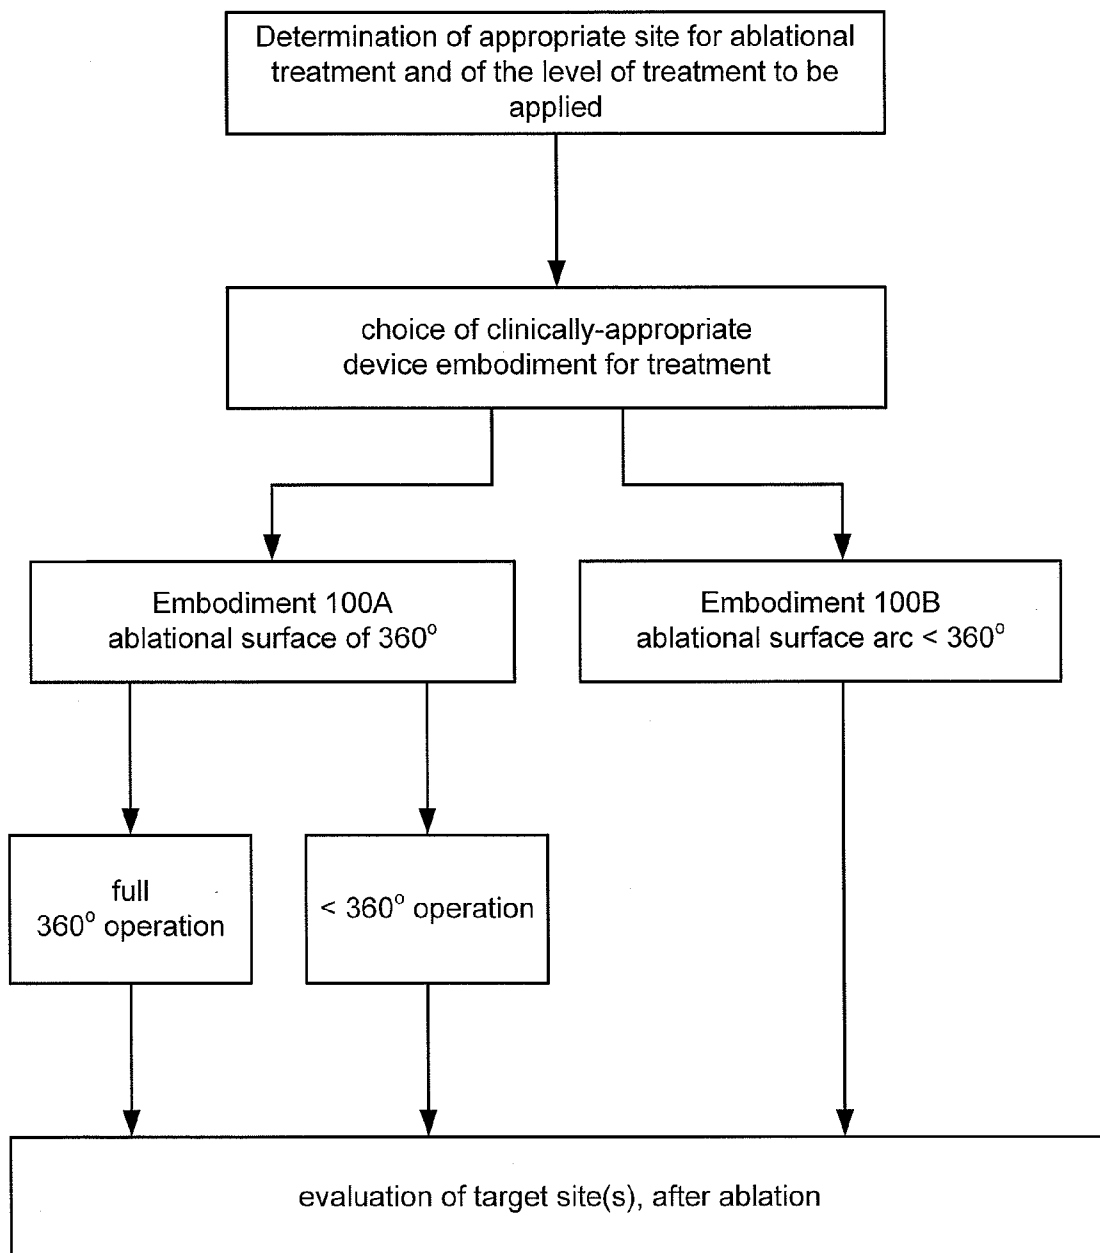 Determination of appropriate site for ablational
treatment and of the level of treatment to be
applied
choice of clinically-appropriate
device embodiment for treatment
Embodiment 100A
ablational surface of 360°
Embodiment 100B
ablational surface arc < 360°
full
360° operation
< 360° operation
evaluation of target site(s), after ablation